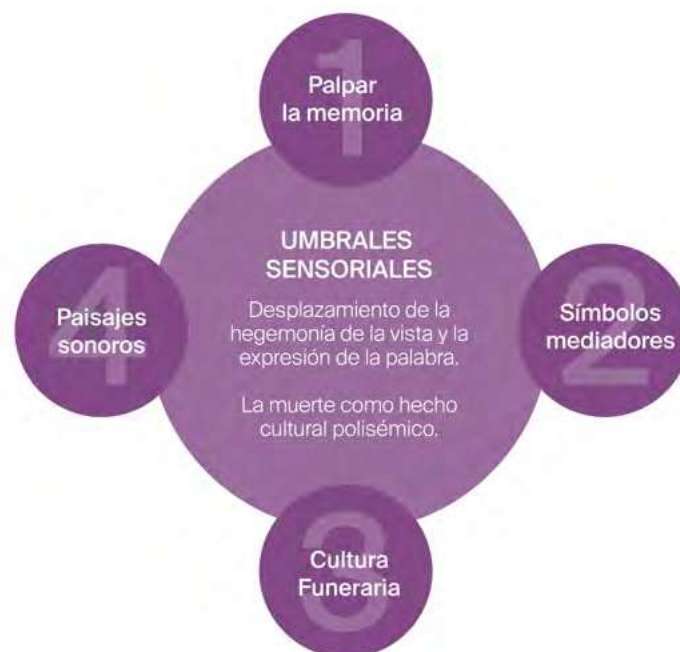 1
Palpar
la memoria
UMBRALES
SENSORIALES
Desplazamiento de la
hegemonía de la vista y la
expresión de la palabra.
La muerte como hecho
cultural polisémico.
2
Símbolos
mediadores
3
Cultura
Funeraria
4
Paisajes
sonoros